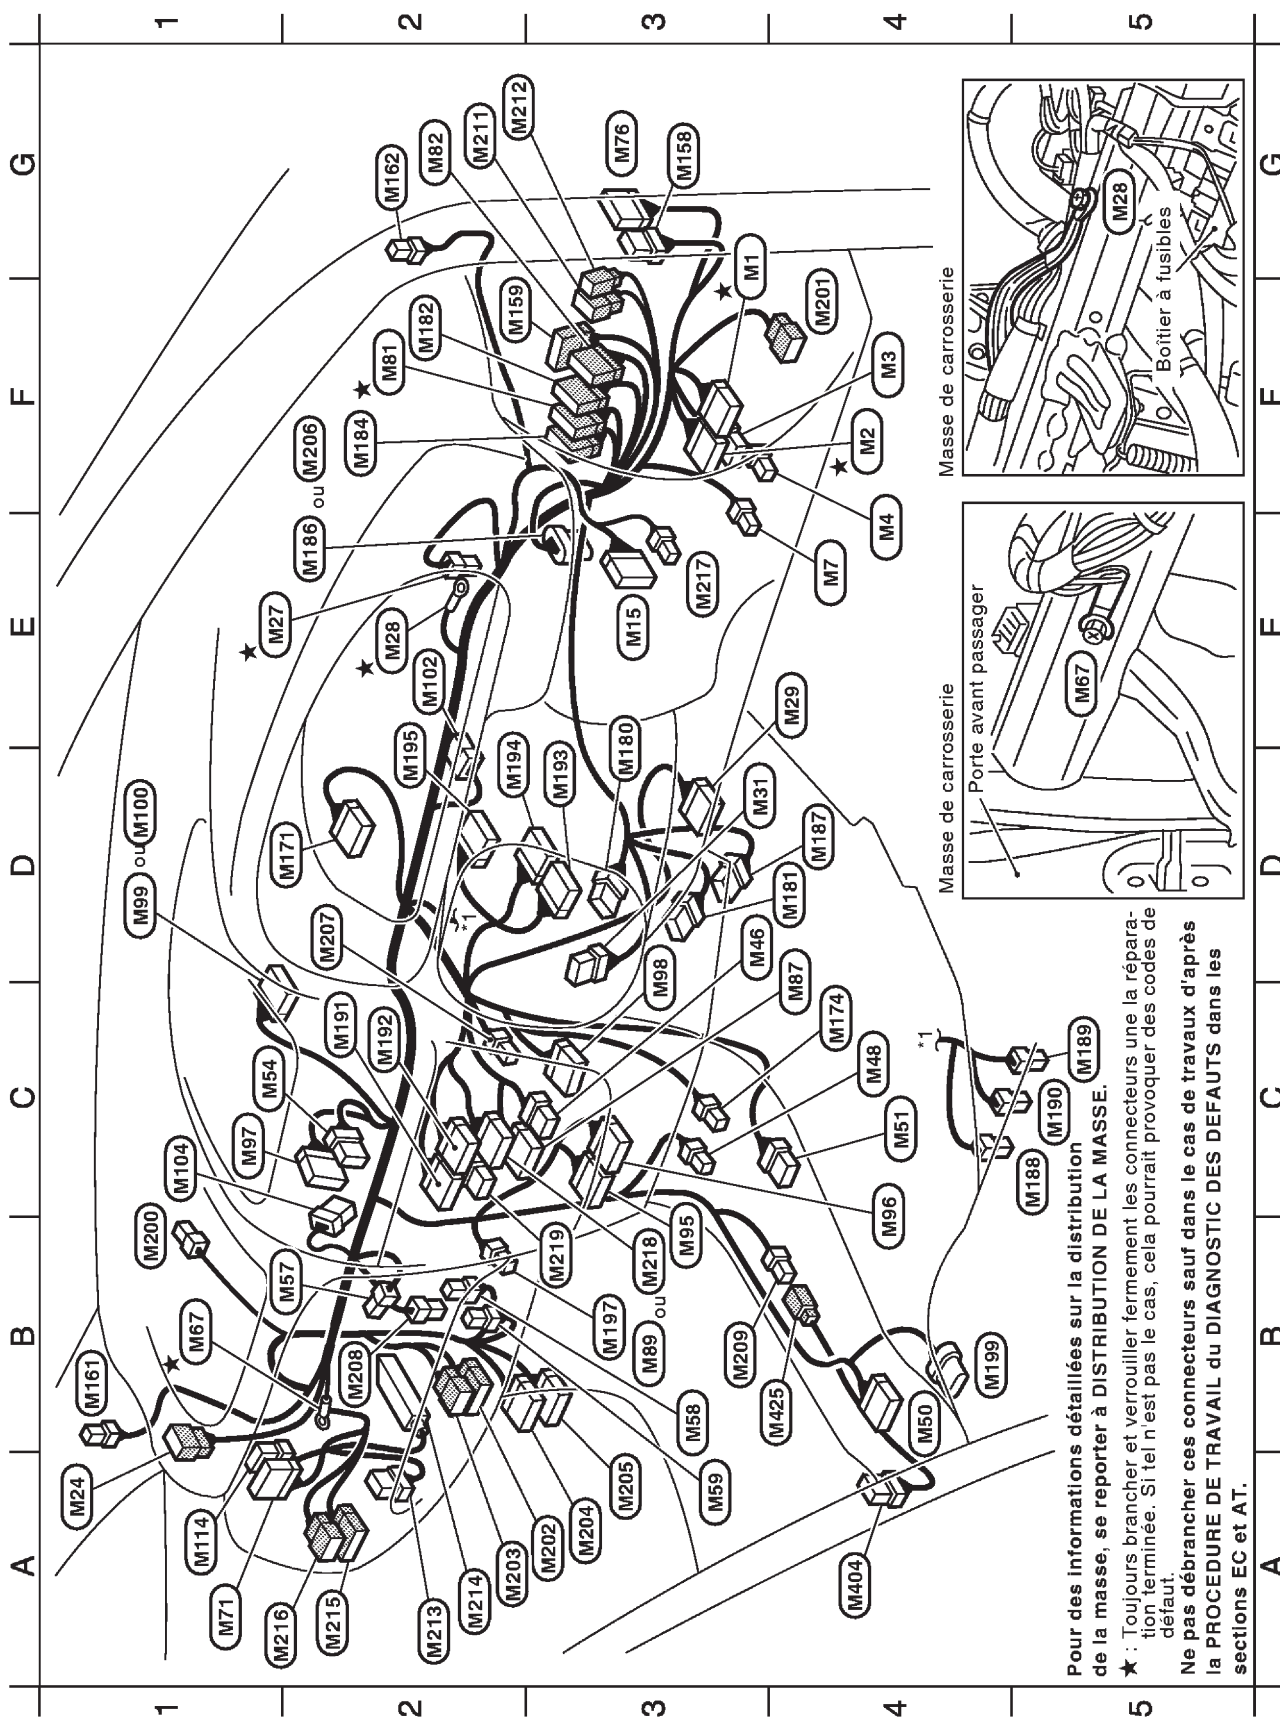 A B C D E F G
1
2
3
4
5
1
2
3
4
5
A B C D E F G
M161
M24
M114
M71
M216
M215
M213
M214
M203
M202
M204
M205
M59
M58
M67
M200
M57
M208
M104
M97
M54
M191
M192
M207
M99 ou M100
M171
M195
M102
M194
M193
M180
M28
M27
M186 ou M206
M184
M81
M182
M159
M162
M82
M211
M212
M76
M158
M1
M201
M3
M2
M4
M7
M217
M15
M29
M31
M187
M181
M46
M98
M87
M174
M48
M51
M96
M95
M218
M219
M197
M89 ou M218
M209
M425
M50
M199
M404
*1
*1
M188
M190
M189
Masse de carrosserie
Porte avant passager
M67
Masse de carrosserie
M28
Boîtier à fusibles
Pour des informations détaillées sur la distribution
de la masse, se reporter à DISTRIBUTION DE LA MASSE.
★ : Toujours brancher et verrouiller fermement les connecteurs une la répara-
tion terminée. Si tel n'est pas le cas, cela pourrait provoquer des codes de
défaut.
Ne pas débrancher ces connecteurs sauf dans le cas de travaux d'après
la PROCEDURE DE TRAVAIL du DIAGNOSTIC DES DEFAUTS dans les
sections EC et AT.